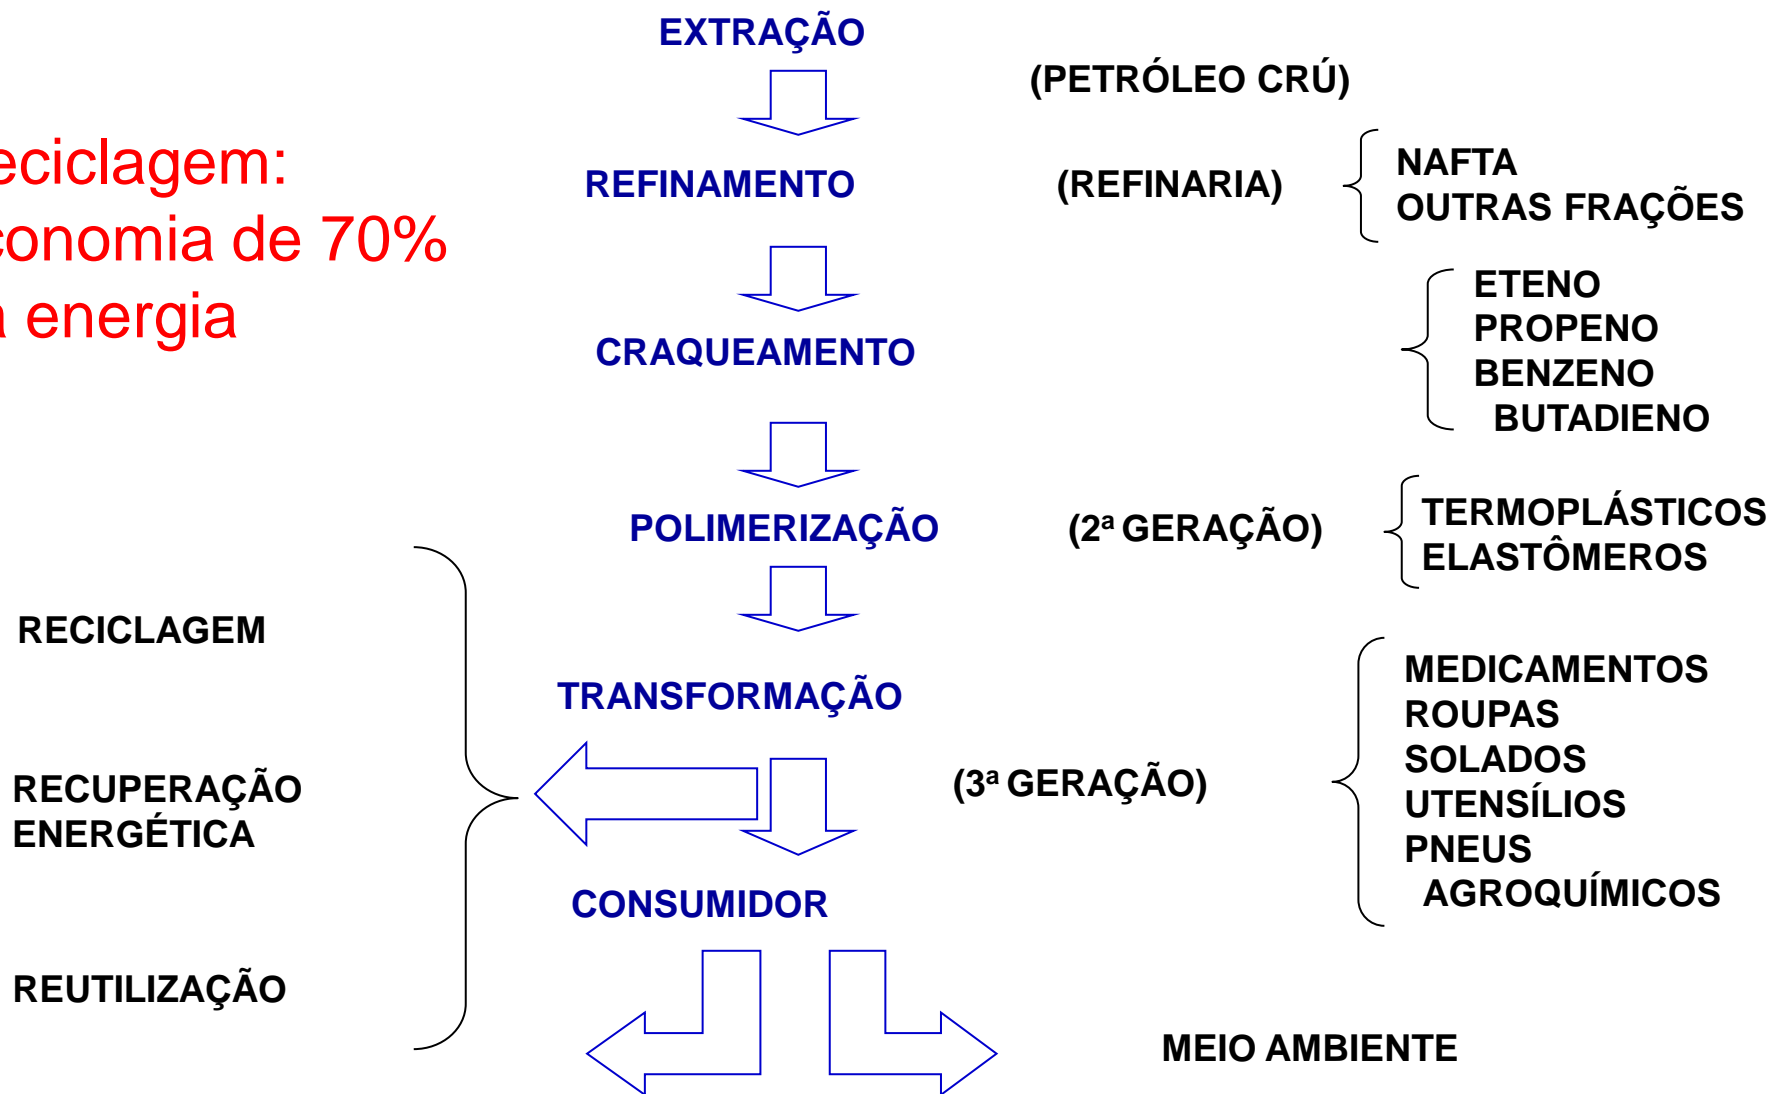 EXTRAÇÃO
(PETRÓLEO CRÚ)
eciclagem:
conomia de 70%
a energia
REFINAMENTO
(REFINARIA)
NAFTA
OUTRAS FRAÇÕES
CRAQUEAMENTO
ETENO
PROPENO
BENZENO
BUTADIENO
POLIMERIZAÇÃO
(2ª GERAÇÃO)
TERMOPLÁSTICOS
ELASTÔMEROS
RECICLAGEM
TRANSFORMAÇÃO
RECUPERAÇÃO
ENERGÉTICA
(3ª GERAÇÃO)
MEDICAMENTOS
ROUPAS
SOLADOS
UTENSÍLIOS
PNEUS
AGROQUÍMICOS
CONSUMIDOR
REUTILIZAÇÃO
MEIO AMBIENTE